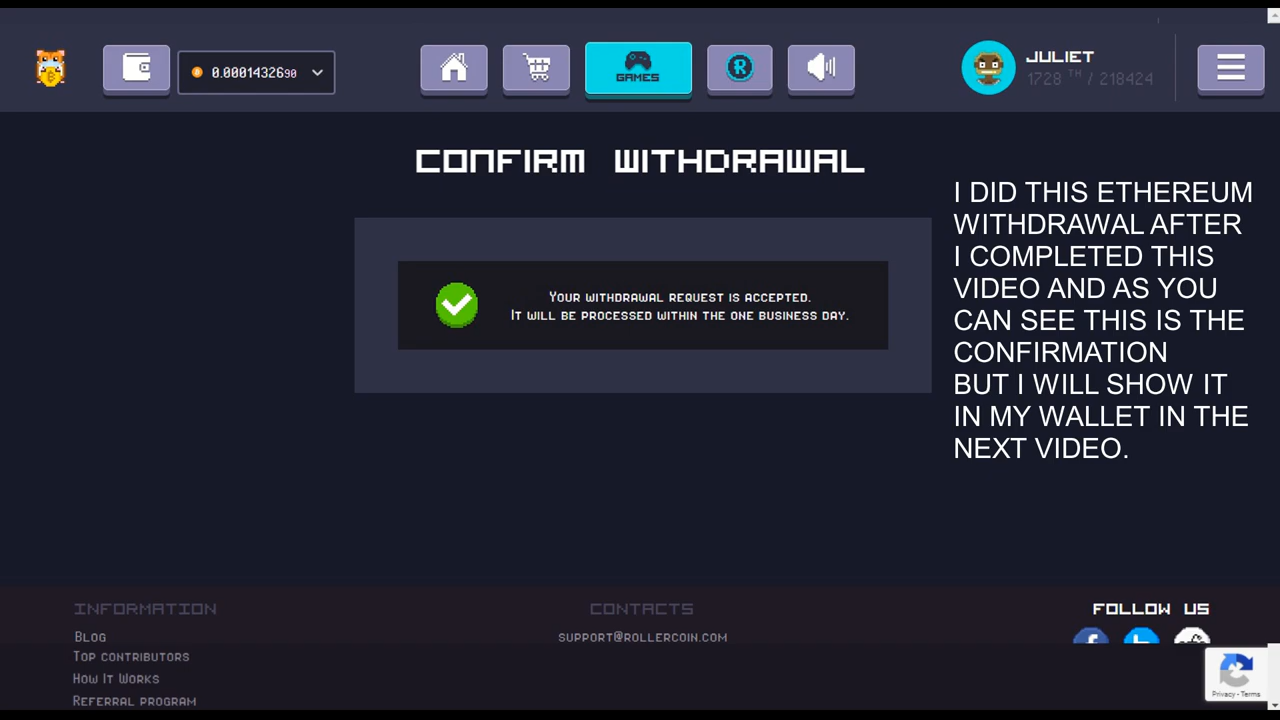 0.0001432690
GAMES
JULIET
1728 TH / 218424
CONFIRM WITHDRAWAL
YOUR WITHDRAWAL REQUEST IS ACCEPTED.
IT WILL BE PROCESSED WITHIN THE ONE BUSINESS DAY.
I DID THIS ETHEREUM
WITHDRAWAL AFTER
I COMPLETED THIS
VIDEO AND AS YOU
CAN SEE THIS IS THE
CONFIRMATION
BUT I WILL SHOW IT
IN MY WALLET IN THE
NEXT VIDEO.
INFORMATION
BLOG
TOP CONTRIBUTORS
HOW IT WORKS
REFERRAL PROGRAM
CONTACTS
SUPPORT@ROLLERCOIN.COM
FOLLOW US
Privacy - Terms